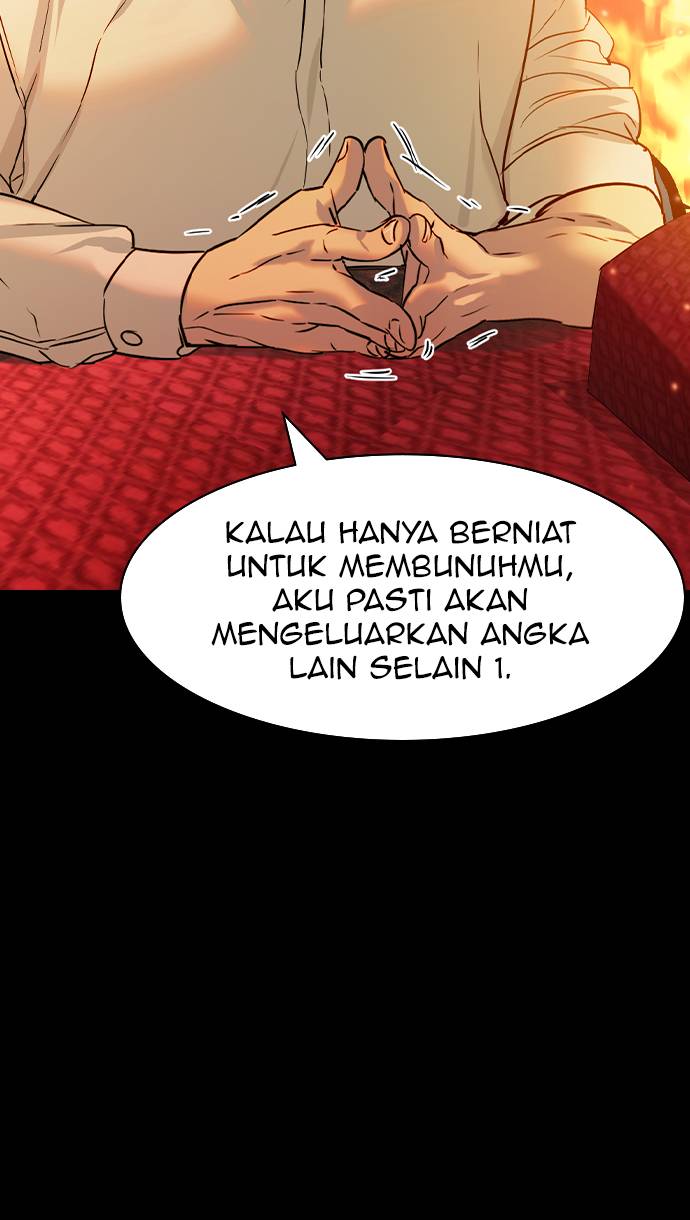 KALAU HANYA BERNIAT
UNTUK MEMBUNUHMU,
AKU PASTI AKAN
MENGELUARKAN ANGKA
LAIN SELAIN 1.